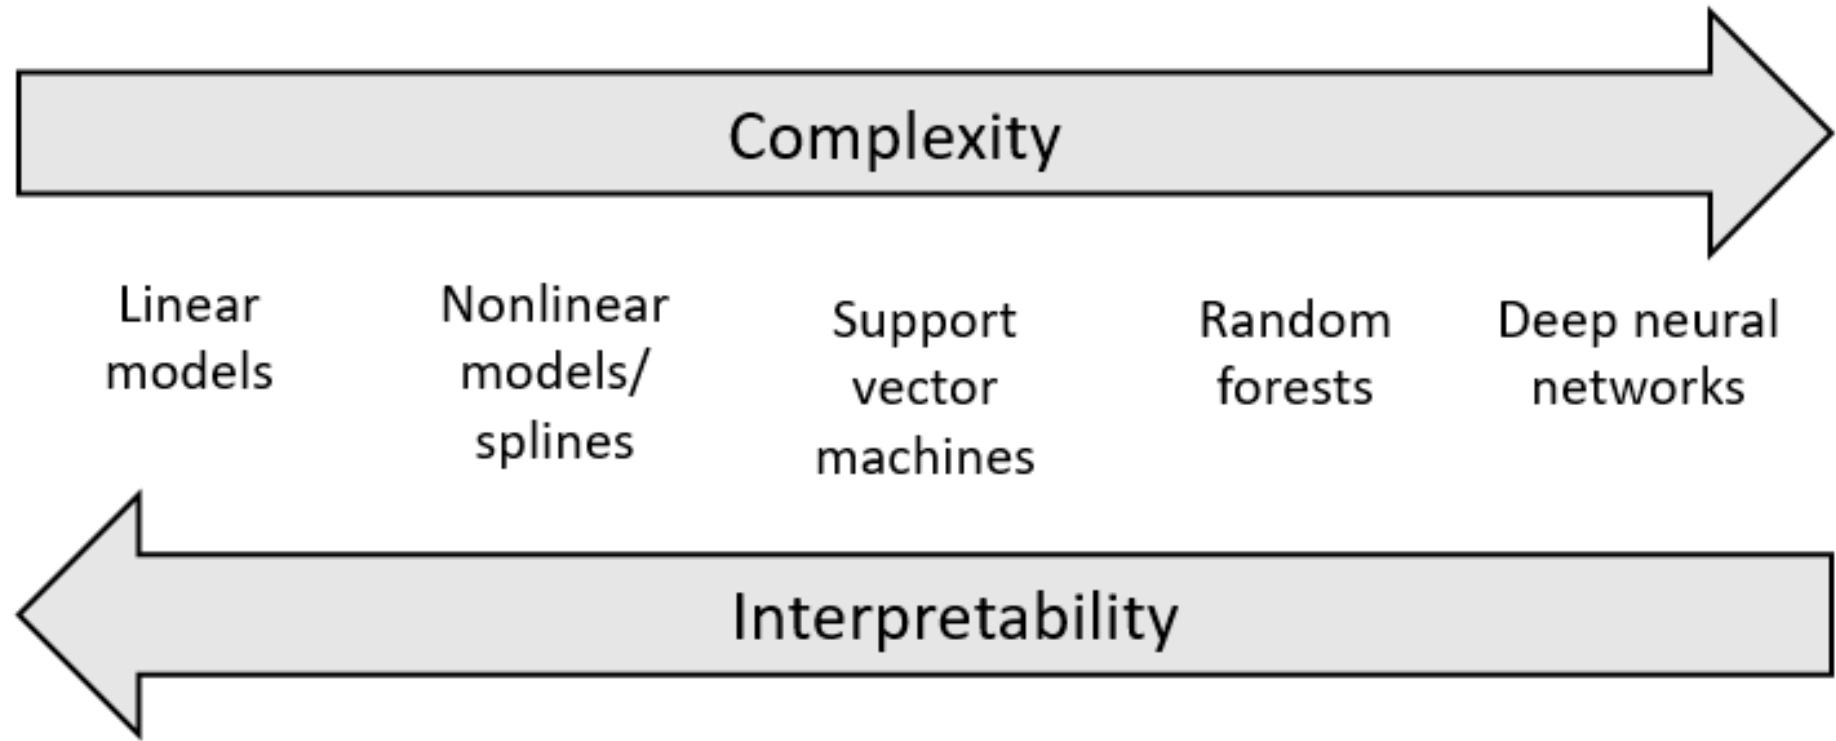 Complexity
Linear
models
Nonlinear
models/
splines
Support
vector
machines
Random
forests
Deep neural
networks
Interpretability